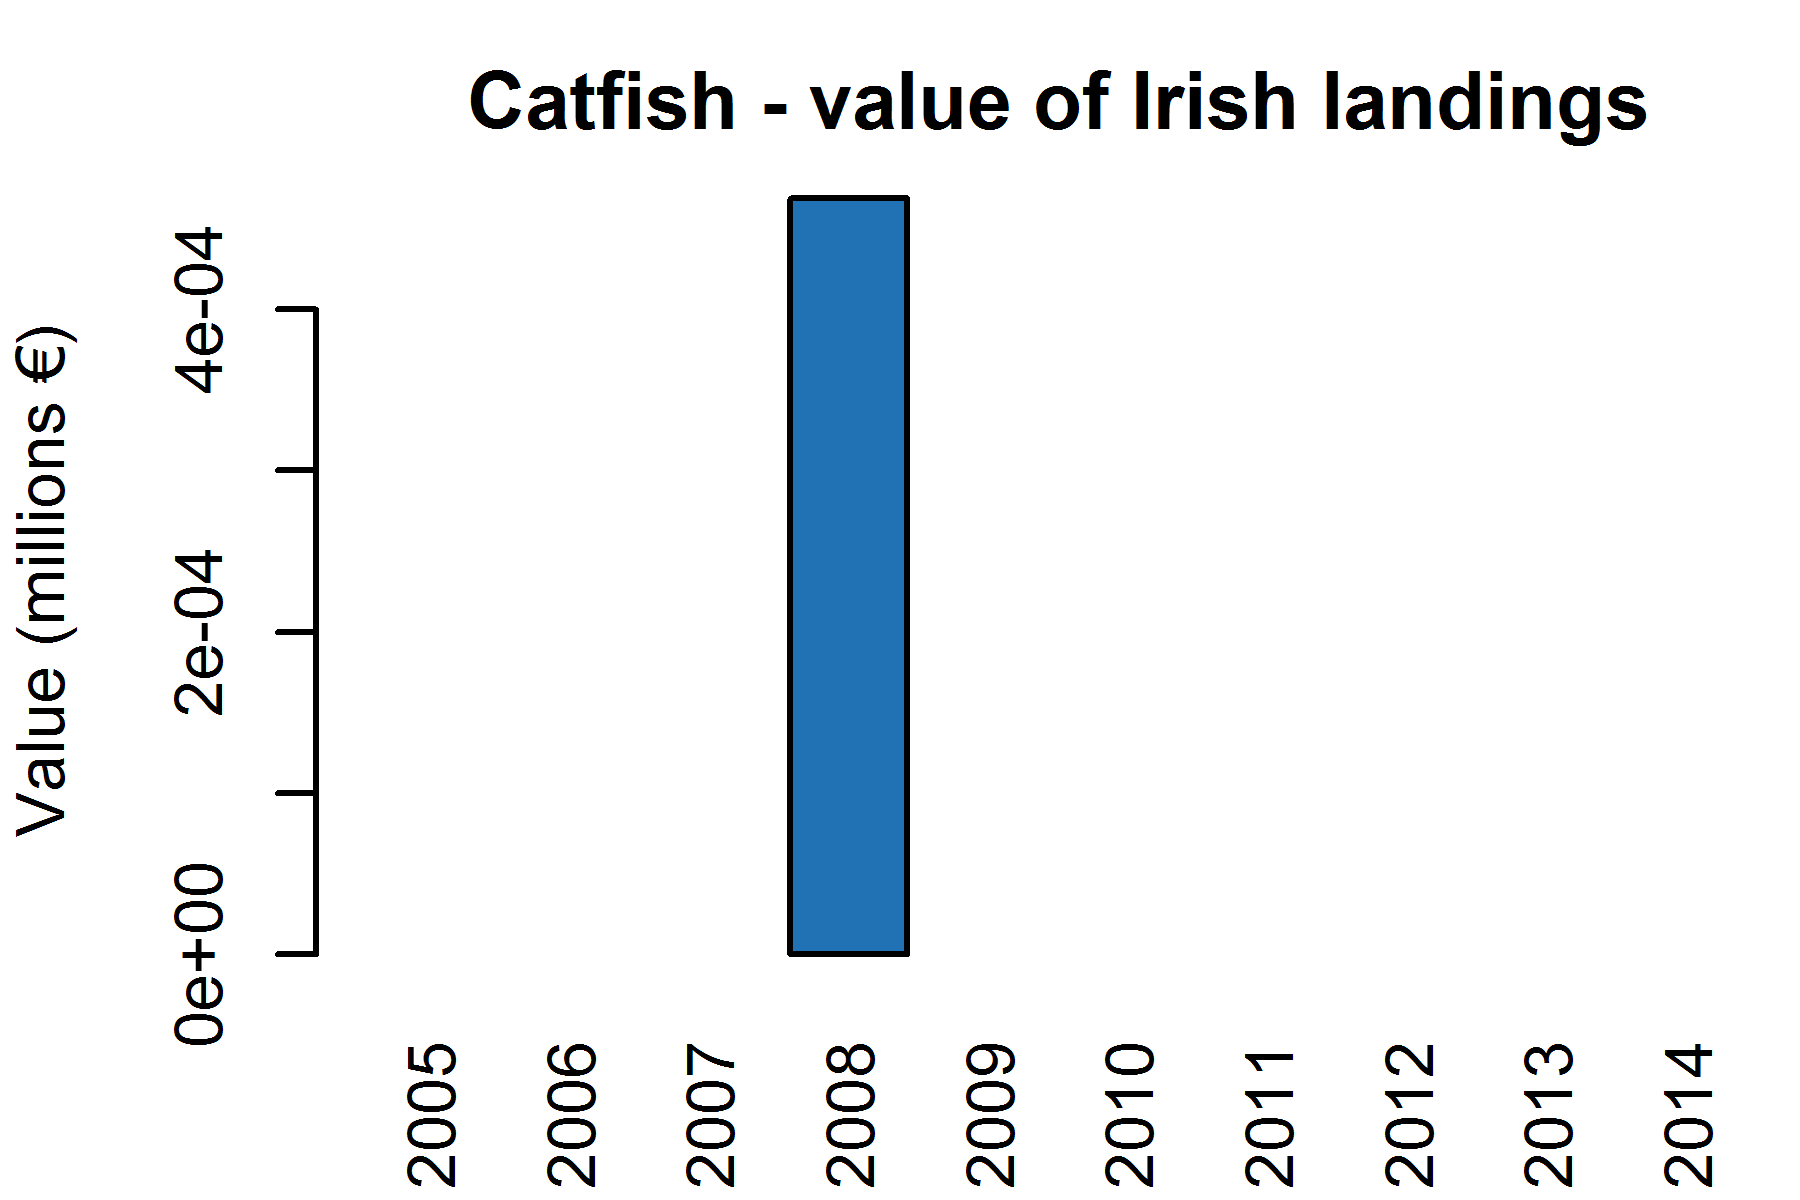 Catfish - value of Irish landings
Value (millions €)
4e-04
2e-04
0e+00
2005
2006
2007
2008
2009
2010
2011
2012
2013
2014